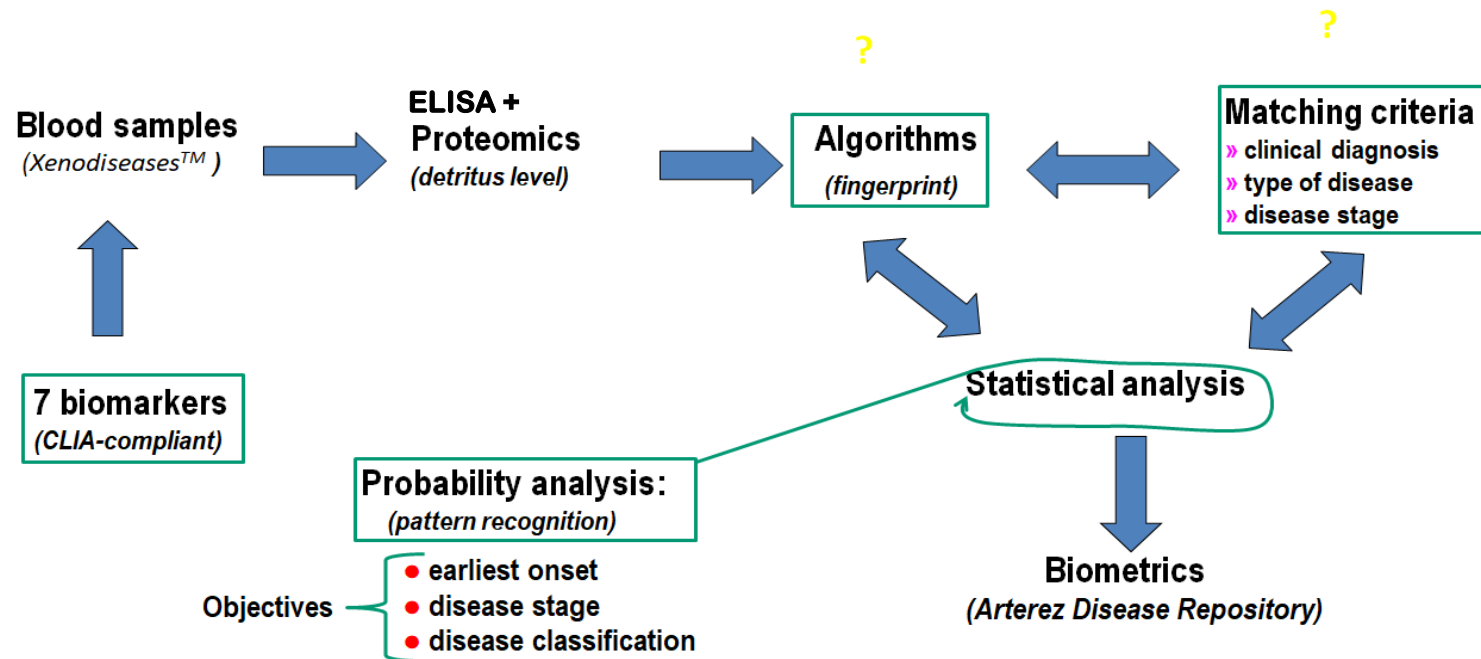 ?
?
Blood samples
(Xenodiseases™ )
ELISA +
Proteomics
(detritus level)
Algorithms
(fingerprint)
Matching criteria
» clinical diagnosis
» type of disease
» disease stage
7 biomarkers
(CLIA-compliant)
Statistical analysis
Probability analysis:
(pattern recognition)
Objectives
• earliest onset
• disease stage
• disease classification
Biometrics
(Arterez Disease Repository)